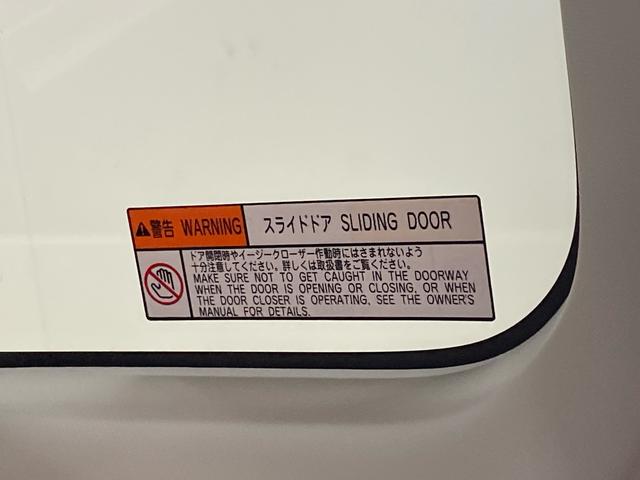 ⚠警告 WARNING スライドドア SLIDING DOOR
ドア開閉時やイージークローザー作動時にはさまれないよう
十分注意してください。詳しくは取扱書をご覧ください。
MAKE SURE NOT TO GET CAUGHT IN THE DOORWAY
WHEN THE DOOR IS OPENING OR CLOSING, OR WHEN
THE DOOR CLOSER IS OPERATING. SEE THE OWNER'S
MANUAL FOR DETAILS.